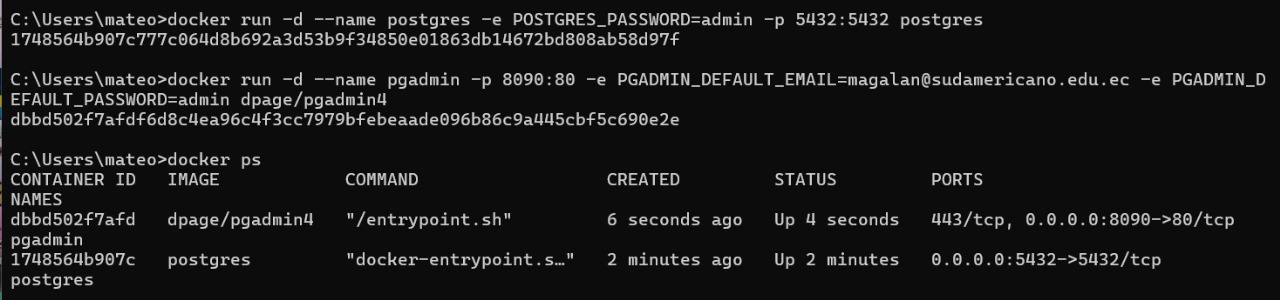 C:\Users\mateo>docker run -d --name postgres -e POSTGRES_PASSWORD=admin -p 5432:5432 postgres
1748564b907c777c064d8b692a3d53b9f34850e01863db14672bd808ab58d97f
C:\Users\mateo>docker run -d --name pgadmin -p 8090:80 -e PGADMIN_DEFAULT_EMAIL=magalan@sudamericano.edu.ec -e PGADMIN_D
EFAULT_PASSWORD=admin dpage/pgadmin4
dbbd502f7afdf6d8c4ea96c4f3cc7979bfebeaade096b86c9a445cbf5c690e2e
C:\Users\mateo>docker ps
CONTAINER ID   IMAGE            COMMAND                  CREATED         STATUS         PORTS
NAMES
dbbd502f7afd   dpage/pgadmin4   "/entrypoint.sh"         6 seconds ago   Up 4 seconds   443/tcp, 0.0.0.0:8090->80/tcp
pgadmin
1748564b907c   postgres         "docker-entrypoint.s…"   2 minutes ago   Up 2 minutes   0.0.0.0:5432->5432/tcp
postgres